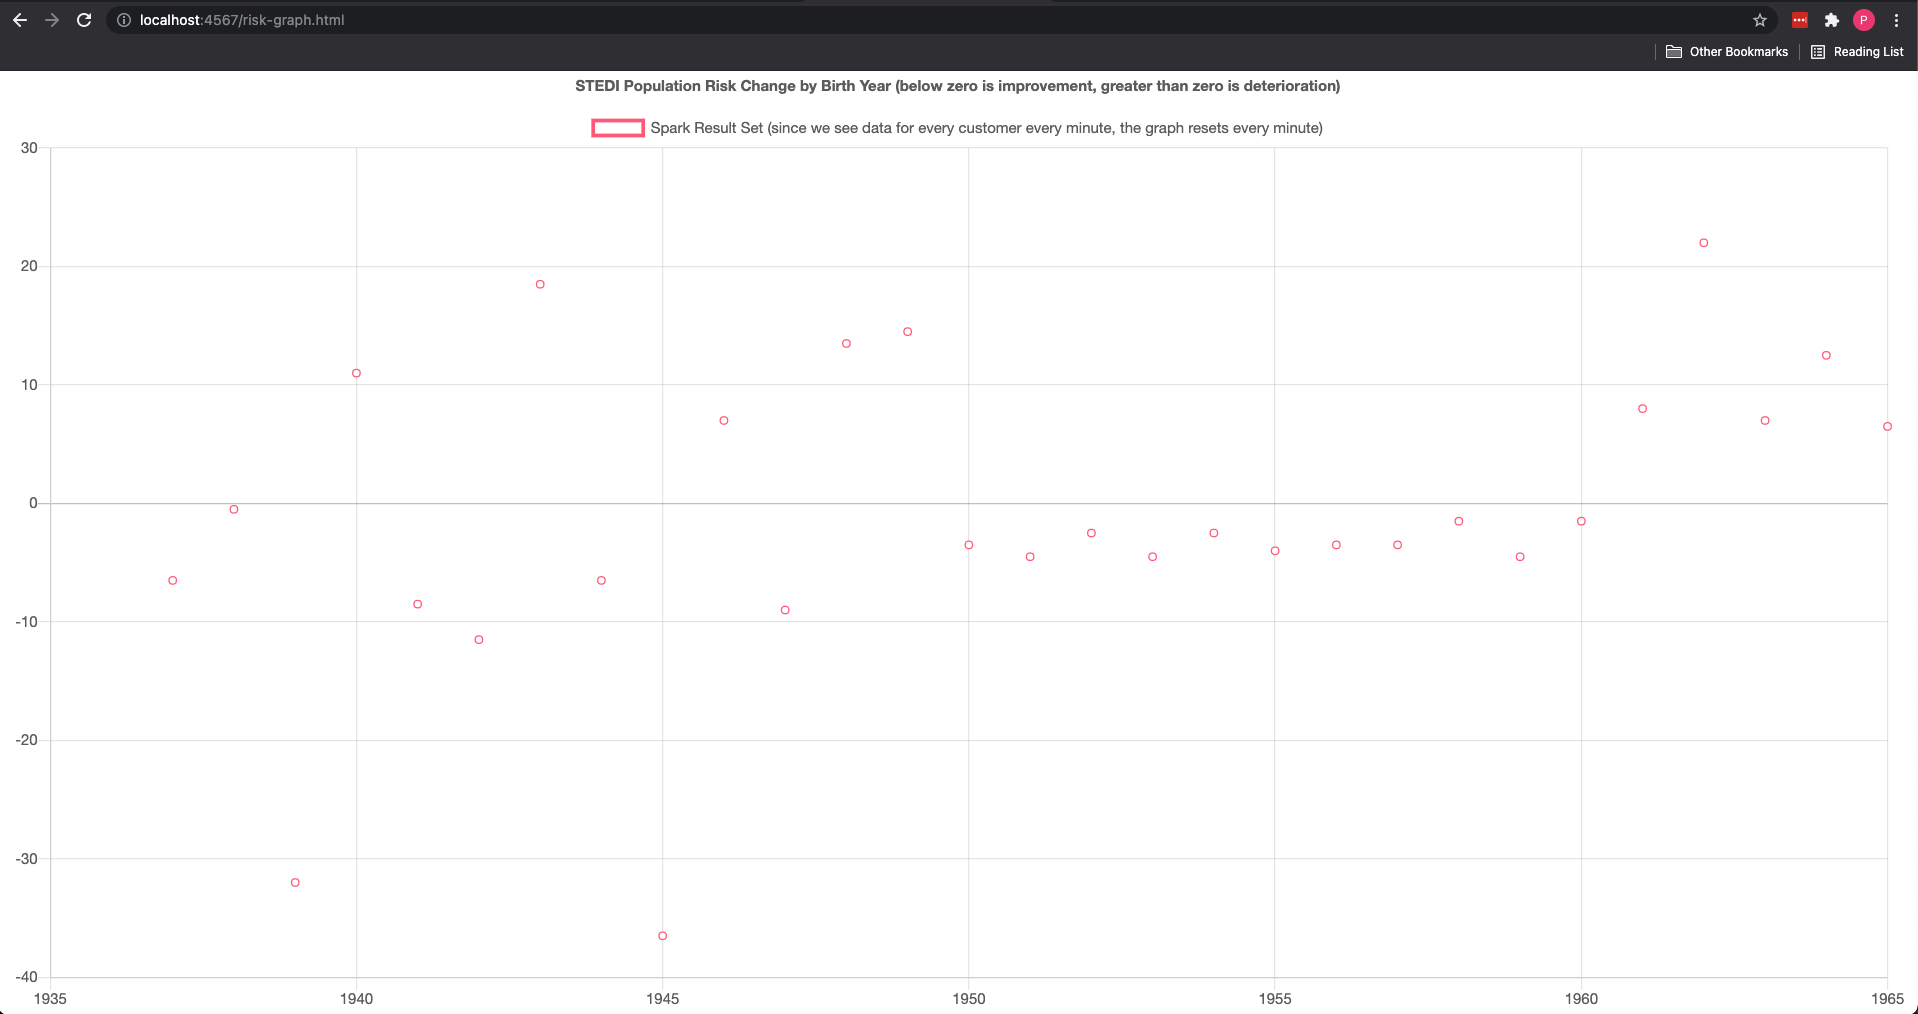 localhost:4567/risk-graph.html
P
Other Bookmarks
Reading List
STEDI Population Risk Change by Birth Year (below zero is improvement, greater than zero is deterioration)
Spark Result Set (since we see data for every customer every minute, the graph resets every minute)
30
20
10
0
-10
-20
-30
-40
1935 1940 1945 1950 1955 1960 1965